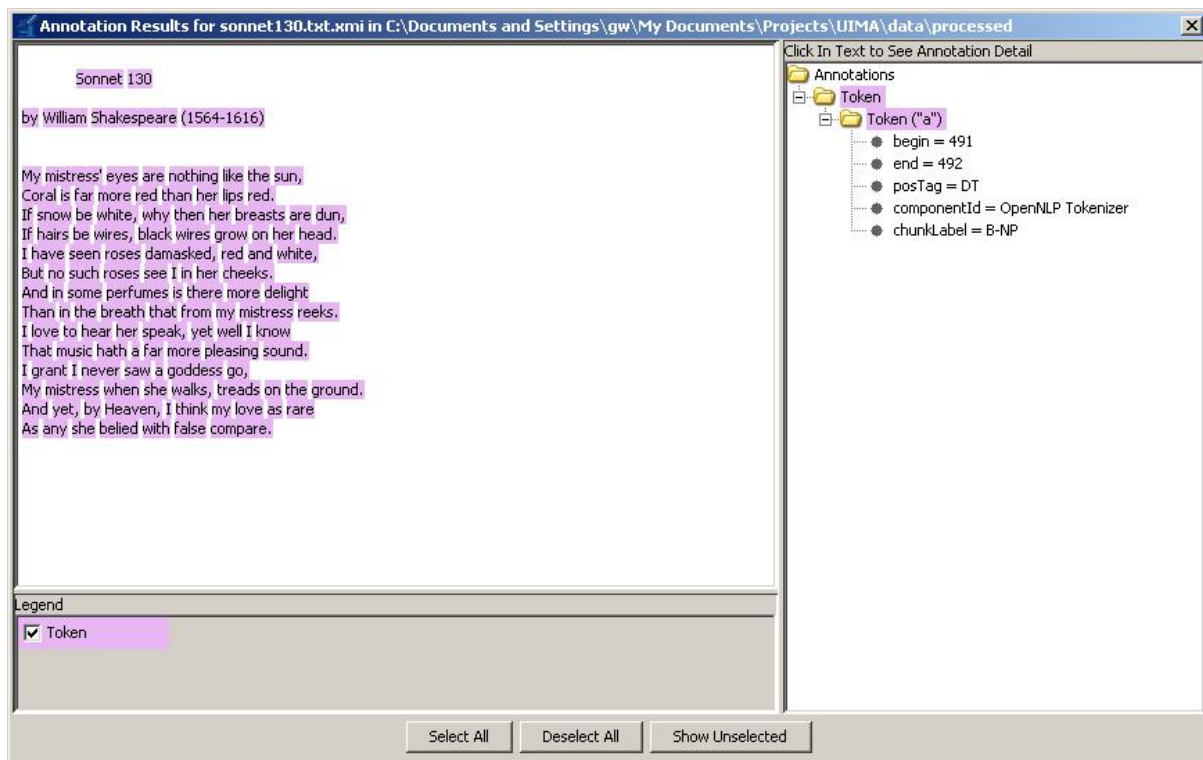 Annotation Results for sonnet130.txt.xmi in C:\Documents and Settings\gw\My Documents\Projects\UIMA\data\processed
Sonnet 130
by William Shakespeare (1564-1616)
My mistress' eyes are nothing like the sun,
Coral is far more red than her lips red.
If snow be white, why then her breasts are dun,
If hairs be wires, black wires grow on her head.
I have seen roses damasked, red and white,
But no such roses see I in her cheeks.
And in some perfumes is there more delight
Than in the breath that from my mistress reeks.
I love to hear her speak, yet well I know
That music hath a far more pleasing sound.
I grant I never saw a goddess go,
My mistress when she walks, treads on the ground.
And yet, by Heaven, I think my love as rare
As any she belied with false compare.
Legend
Token
Click In Text to See Annotation Detail
Annotations
Token
Token ("a")
begin = 491
end = 492
posTag = DT
componentId = OpenNLP Tokenizer
chunkLabel = B-NP
Select All
Deselect All
Show Unselected